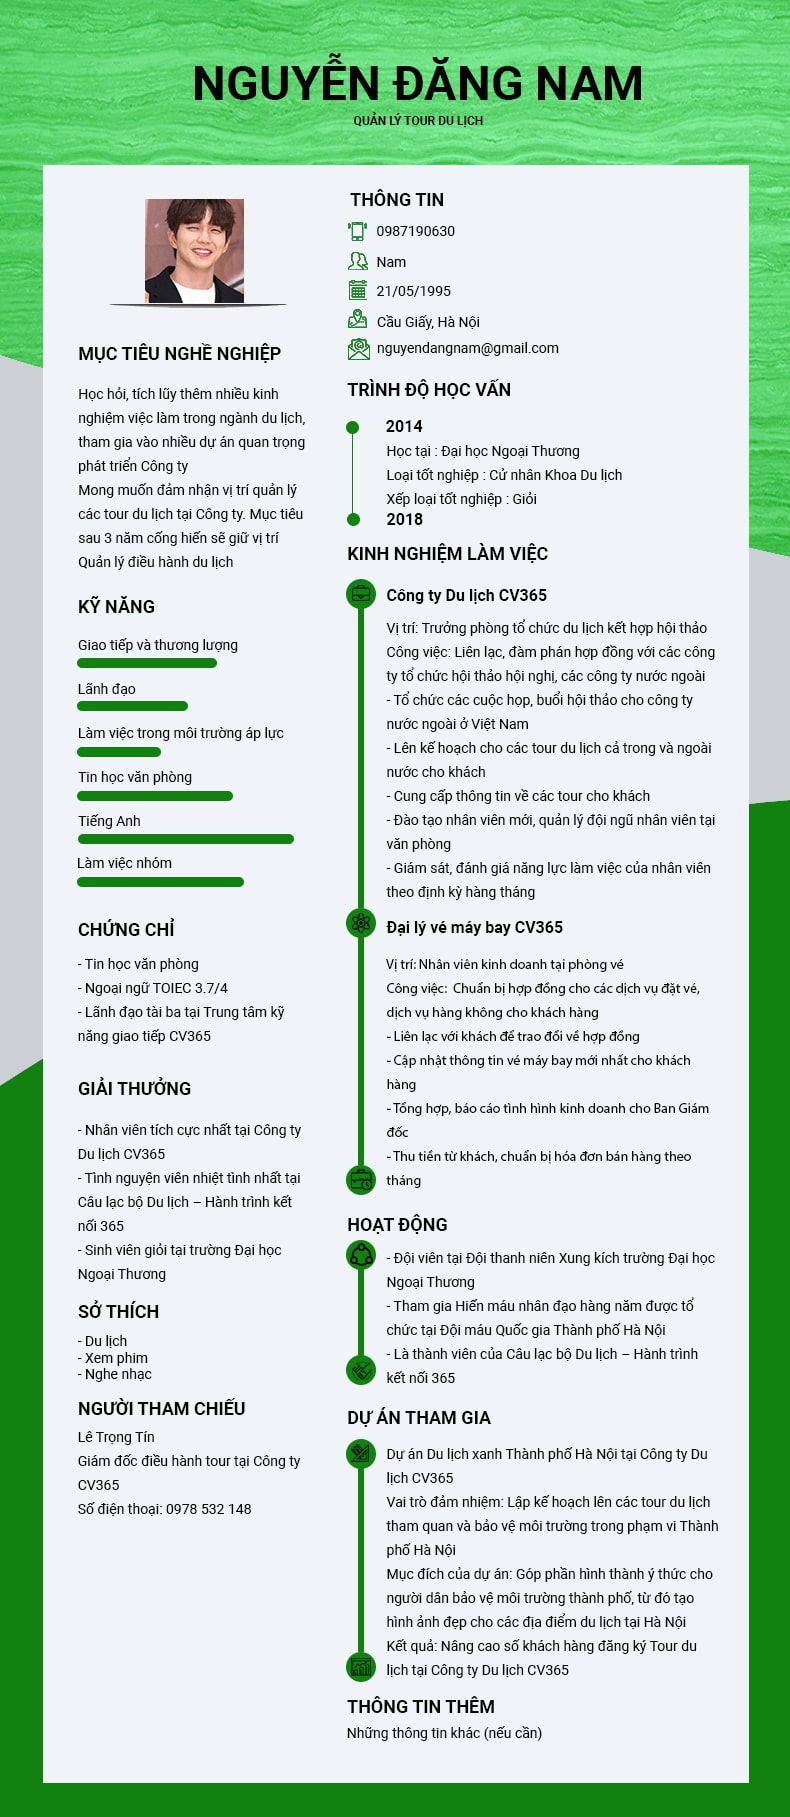 NGUYỄN ĐĂNG NAM
QUẢN LÝ TOUR DU LỊCH
MỤC TIÊU NGHỀ NGHIỆP
Học hỏi, tích lũy thêm nhiều kinh
nghiệm việc làm trong ngành du lịch,
tham gia vào nhiều dự án quan trọng
phát triển Công ty
Mong muốn đảm nhận vị trí quản lý
các tour du lịch tại Công ty. Mục tiêu
sau 3 năm cống hiến sẽ giữ vị trí
Quản lý điều hành du lịch
KỸ NĂNG
Giao tiếp và thương lượng
Lãnh đạo
Làm việc trong môi trường áp lực
Tin học văn phòng
Tiếng Anh
Làm việc nhóm
CHỨNG CHỈ
- Tin học văn phòng
- Ngoại ngữ TOIEC 3.7/4
- Lãnh đạo tài ba tại Trung tâm kỹ
năng giao tiếp CV365
GIẢI THƯỞNG
- Nhân viên tích cực nhất tại Công ty
Du lịch CV365
- Tình nguyện viên nhiệt tình nhất tại
Câu lạc bộ Du lịch – Hành trình kết
nối 365
- Sinh viên giỏi tại trường Đại học
Ngoại Thương
SỞ THÍCH
- Du lịch
- Xem phim
- Nghe nhạc
NGƯỜI THAM CHIẾU
Lê Trọng Tín
Giám đốc điều hành tour tại Công ty
CV365
Số điện thoại: 0978 532 148
THÔNG TIN
0987190630
Nam
21/05/1995
Cầu Giấy, Hà Nội
nguyendangnam@gmail.com
TRÌNH ĐỘ HỌC VẤN
2014
Học tại : Đại học Ngoại Thương
Loại tốt nghiệp : Cử nhân Khoa Du lịch
Xếp loại tốt nghiệp : Giỏi
2018
KINH NGHIỆM LÀM VIỆC
Công ty Du lịch CV365
Vị trí: Trưởng phòng tổ chức du lịch kết hợp hội thảo
Công việc: Liên lạc, đàm phán hợp đồng với các công
ty tổ chức hội thảo hội nghị, các công ty nước ngoài
- Tổ chức các cuộc họp, buổi hội thảo cho công ty
nước ngoài ở Việt Nam
- Lên kế hoạch cho các tour du lịch cả trong và ngoài
nước cho khách
- Cung cấp thông tin về các tour cho khách
- Đào tạo nhân viên mới, quản lý đội ngũ nhân viên tại
văn phòng
- Giám sát, đánh giá năng lực làm việc của nhân viên
theo định kỳ hàng tháng
Đại lý vé máy bay CV365
Vị trí: Nhân viên kinh doanh tại phòng vé
Công việc: Chuẩn bị hợp đồng cho các dịch vụ đặt vé,
dịch vụ hàng không cho khách hàng
- Liên lạc với khách để trao đổi về hợp đồng
- Cập nhật thông tin vé máy bay mới nhất cho khách
hàng
- Tổng hợp, báo cáo tình hình kinh doanh cho Ban Giám
đốc
- Thu tiền từ khách, chuẩn bị hóa đơn bán hàng theo
tháng
HOẠT ĐỘNG
- Đội viên tại Đội thanh niên Xung kích trường Đại học
Ngoại Thương
- Tham gia Hiến máu nhân đạo hàng năm được tổ
chức tại Đội máu Quốc gia Thành phố Hà Nội
- Là thành viên của Câu lạc bộ Du lịch – Hành trình
kết nối 365
DỰ ÁN THAM GIA
Dự án Du lịch xanh Thành phố Hà Nội tại Công ty Du
lịch CV365
Vai trò đảm nhiệm: Lập kế hoạch lên các tour du lịch
tham quan và bảo vệ môi trường trong phạm vi Thành
phố Hà Nội
Mục đích của dự án: Góp phần hình thành ý thức cho
người dân bảo vệ môi trường thành phố, từ đó tạo
hình ảnh đẹp cho các địa điểm du lịch tại Hà Nội
Kết quả: Nâng cao số khách hàng đăng ký Tour du
lịch tại Công ty Du lịch CV365
THÔNG TIN THÊM
Những thông tin khác (nếu cần)